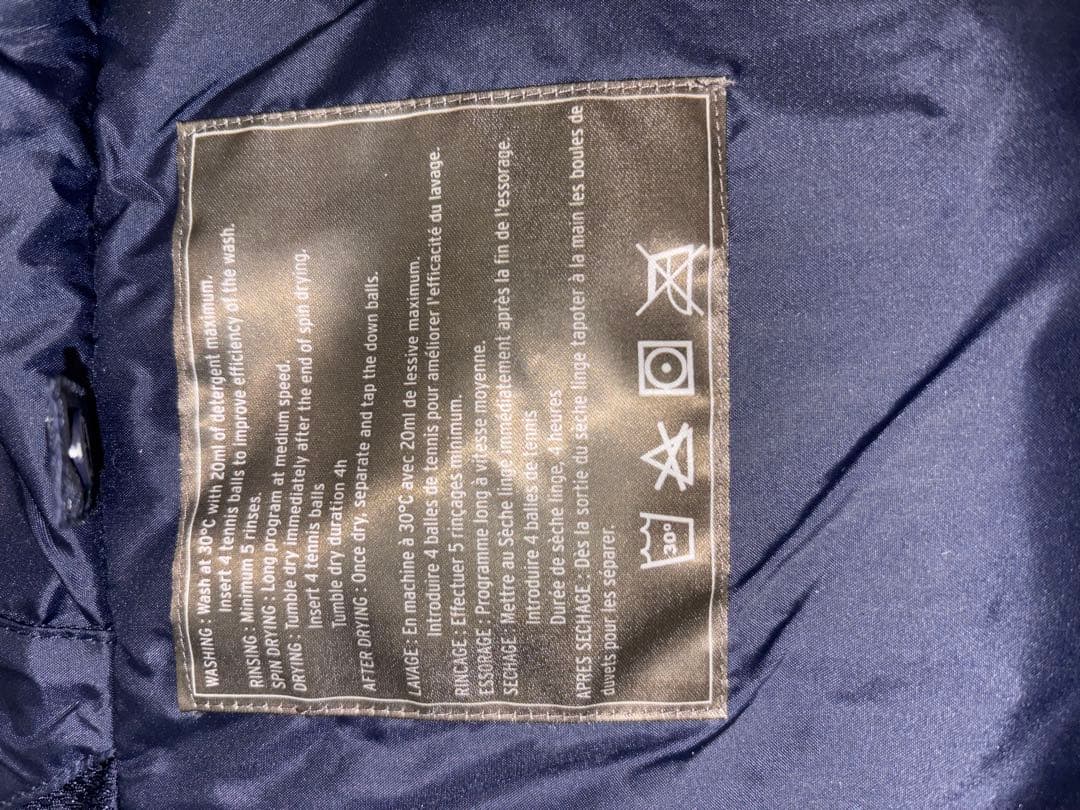 WASHING : Wash at 30°C with 20ml of detergent maximum.
Insert 4 tennis balls to improve efficiency of the wash.
RINSING : Minimum 5 rinses.
SPIN DRYING : Long program at medium speed.
DRYING : Tumble dry immediately after the end of spin drying.
Insert 4 tennis balls
Tumble dry duration 4h
AFTER DRYING : Once dry, separate and tap the down balls.
LAVAGE : En machine à 30°C avec 20ml de lessive maximum.
Introduire 4 balles de tennis pour améliorer l'efficacité du lavage.
RINCAGE : Effectuer 5 rinçages minimum.
ESSORAGE : Programme long à vitesse moyenne.
SECHAGE : Mettre au Sèche linge immédiatement après la fin de l'essorage.
Introduire 4 balles de tennis
Durée de sèche linge, 4 heures
APRES SECHAGE : Dès la sortie du sèche linge tapoter à la main les boules de
duvets pour les séparer.
30°